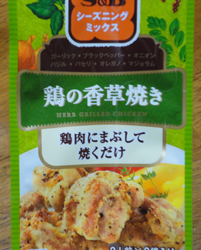 S&B
シーズニング
ミックス
ガーリック・ブラックペッパー・オニオン
バジル・パセリ・オレガノ・マジョラム
鶏の香草焼き
HERB GRILLED CHICKEN
鶏肉にまぶして
焼くだけ